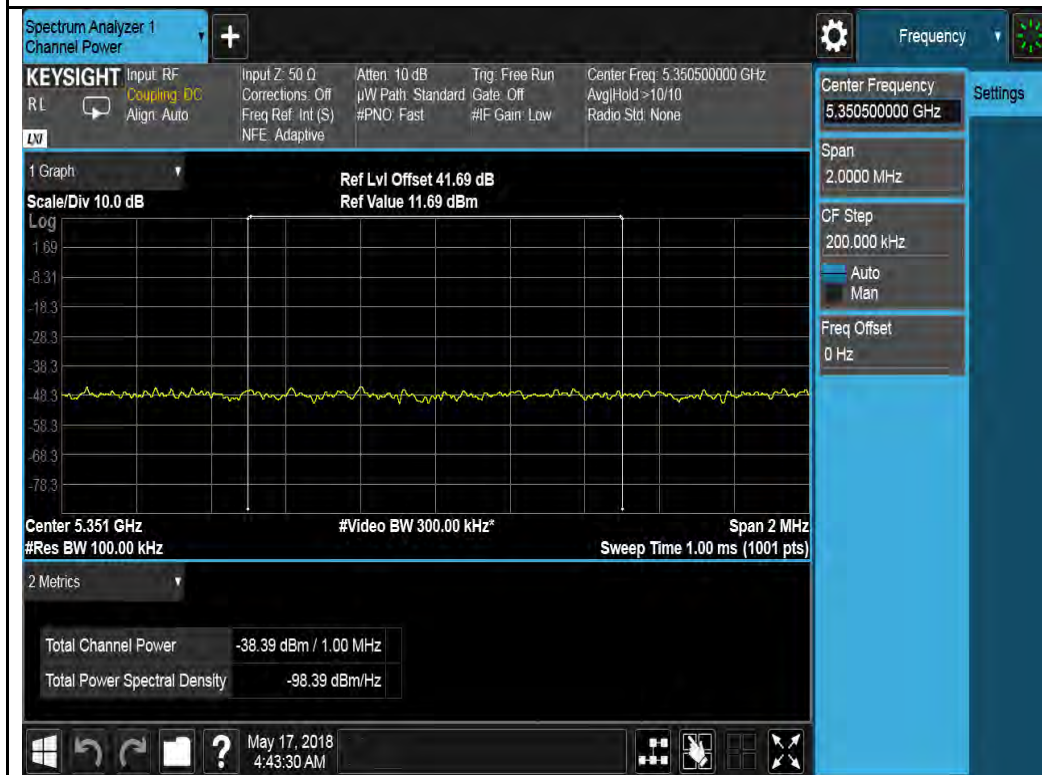 Spectrum Analyzer 1
Channel Power
+
Frequency
KEYSIGHT
RL
LXI
Input: RF
Coupling: DC
Align: Auto
Input Z: 50 Ω
Corrections: Off
Freq Ref: Int (S)
NFE: Adaptive
Atten: 10 dB
µW Path: Standard
#PNO: Fast
Trig: Free Run
Gate: Off
#IF Gain: Low
Center Freq: 5.350500000 GHz
Avg|Hold:>10/10
Radio Std: None
Center Frequency
5.350500000 GHz
Settings
Span
2.0000 MHz
CF Step
200.000 kHz
Auto
Man
Freq Offset
0 Hz
1 Graph
Ref Lvl Offset 41.69 dB
Scale/Div 10.0 dB
Ref Value 11.69 dBm
Log
1.69
-8.31
-18.3
-28.3
-38.3
-48.3
-58.3
-68.3
-78.3
Center 5.351 GHz
#Video BW 300.00 kHz*
Span 2 MHz
#Res BW 100.00 kHz
Sweep Time 1.00 ms (1001 pts)
2 Metrics
Total Channel Power -38.39 dBm / 1.00 MHz
Total Power Spectral Density -98.39 dBm/Hz
?
May 17, 2018
4:43:30 AM